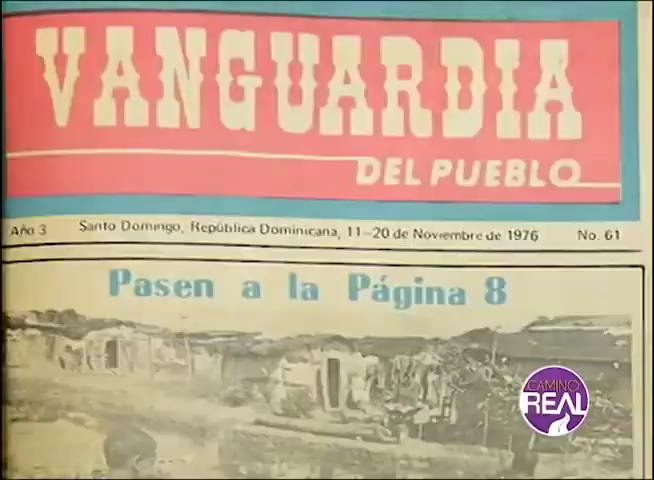 VANGUARDIA
DEL PUEBLO
Año 3 Santo Domingo, República Dominicana, 11-20 de Noviembre de 1976 No. 61
Pasen a la Página 8
CAMINO
REAL